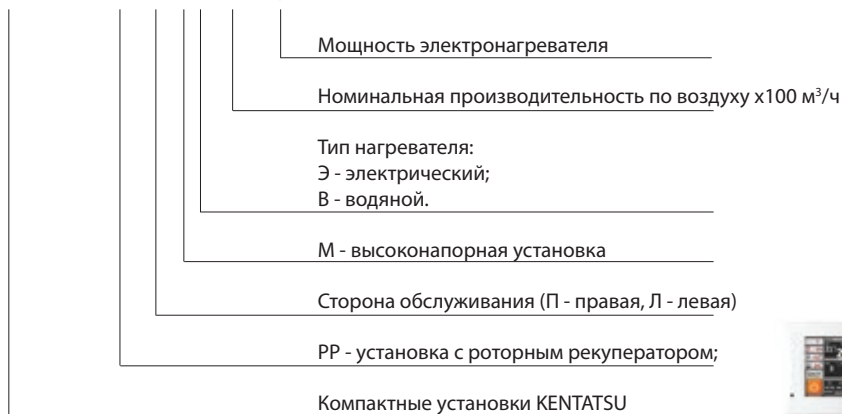 Мощность электронагревателя
Номинальная производительность по воздуху х100 м³/ч
Тип нагревателя:
Э - электрический;
В - водяной.
М - высоконапорная установка
Сторона обслуживания (П - правая, Л - левая)
РР - установка с роторным рекуператором;
Компактные установки KENTATSU